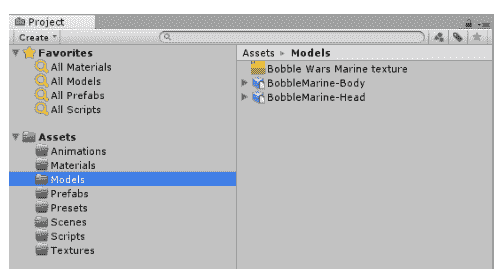 Project
Create
Favorites
All Materials
All Models
All Prefabs
All Scripts
Assets
Animations
Materials
Models
Prefabs
Presets
Scenes
Scripts
Textures
Assets ▸ Models
Bobble Wars Marine texture
BobbleMarine-Body
BobbleMarine-Head